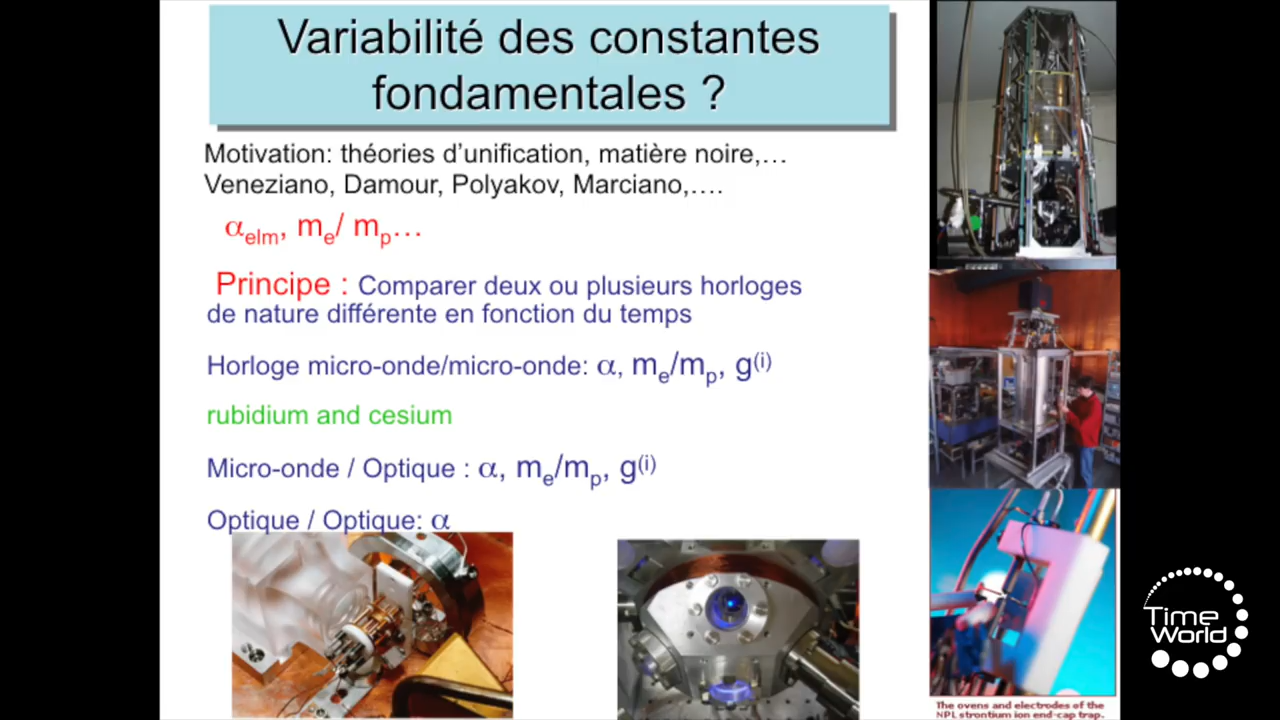 Variabilité des constantes
fondamentales ?
Motivation: théories d’unification, matière noire,…
Veneziano, Damour, Polyakov, Marciano,….
αelm, me/ mp…
Principe : Comparer deux ou plusieurs horloges
de nature différente en fonction du temps
Horloge micro-onde/micro-onde: α, me/mp, g(i)
rubidium and cesium
Micro-onde / Optique : α, me/mp, g(i)
Optique / Optique: α
The ovens and electrodes of the
NPL strontium ion end-cap trap.
Time
World